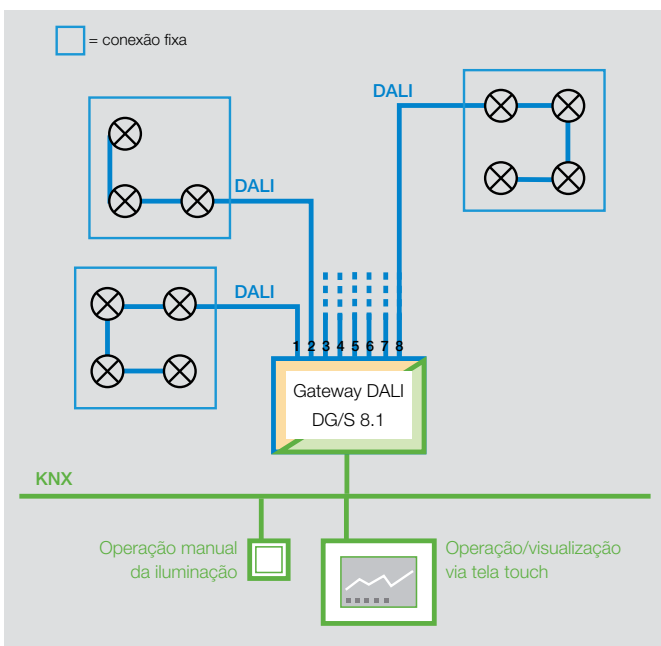 = conexão fixa
DALI
DALI
DALI
1 2 3 4 5 6 7 8
Gateway DALI
DG/S 8.1
KNX
Operação manual
da iluminação
Operação/visualização
via tela touch